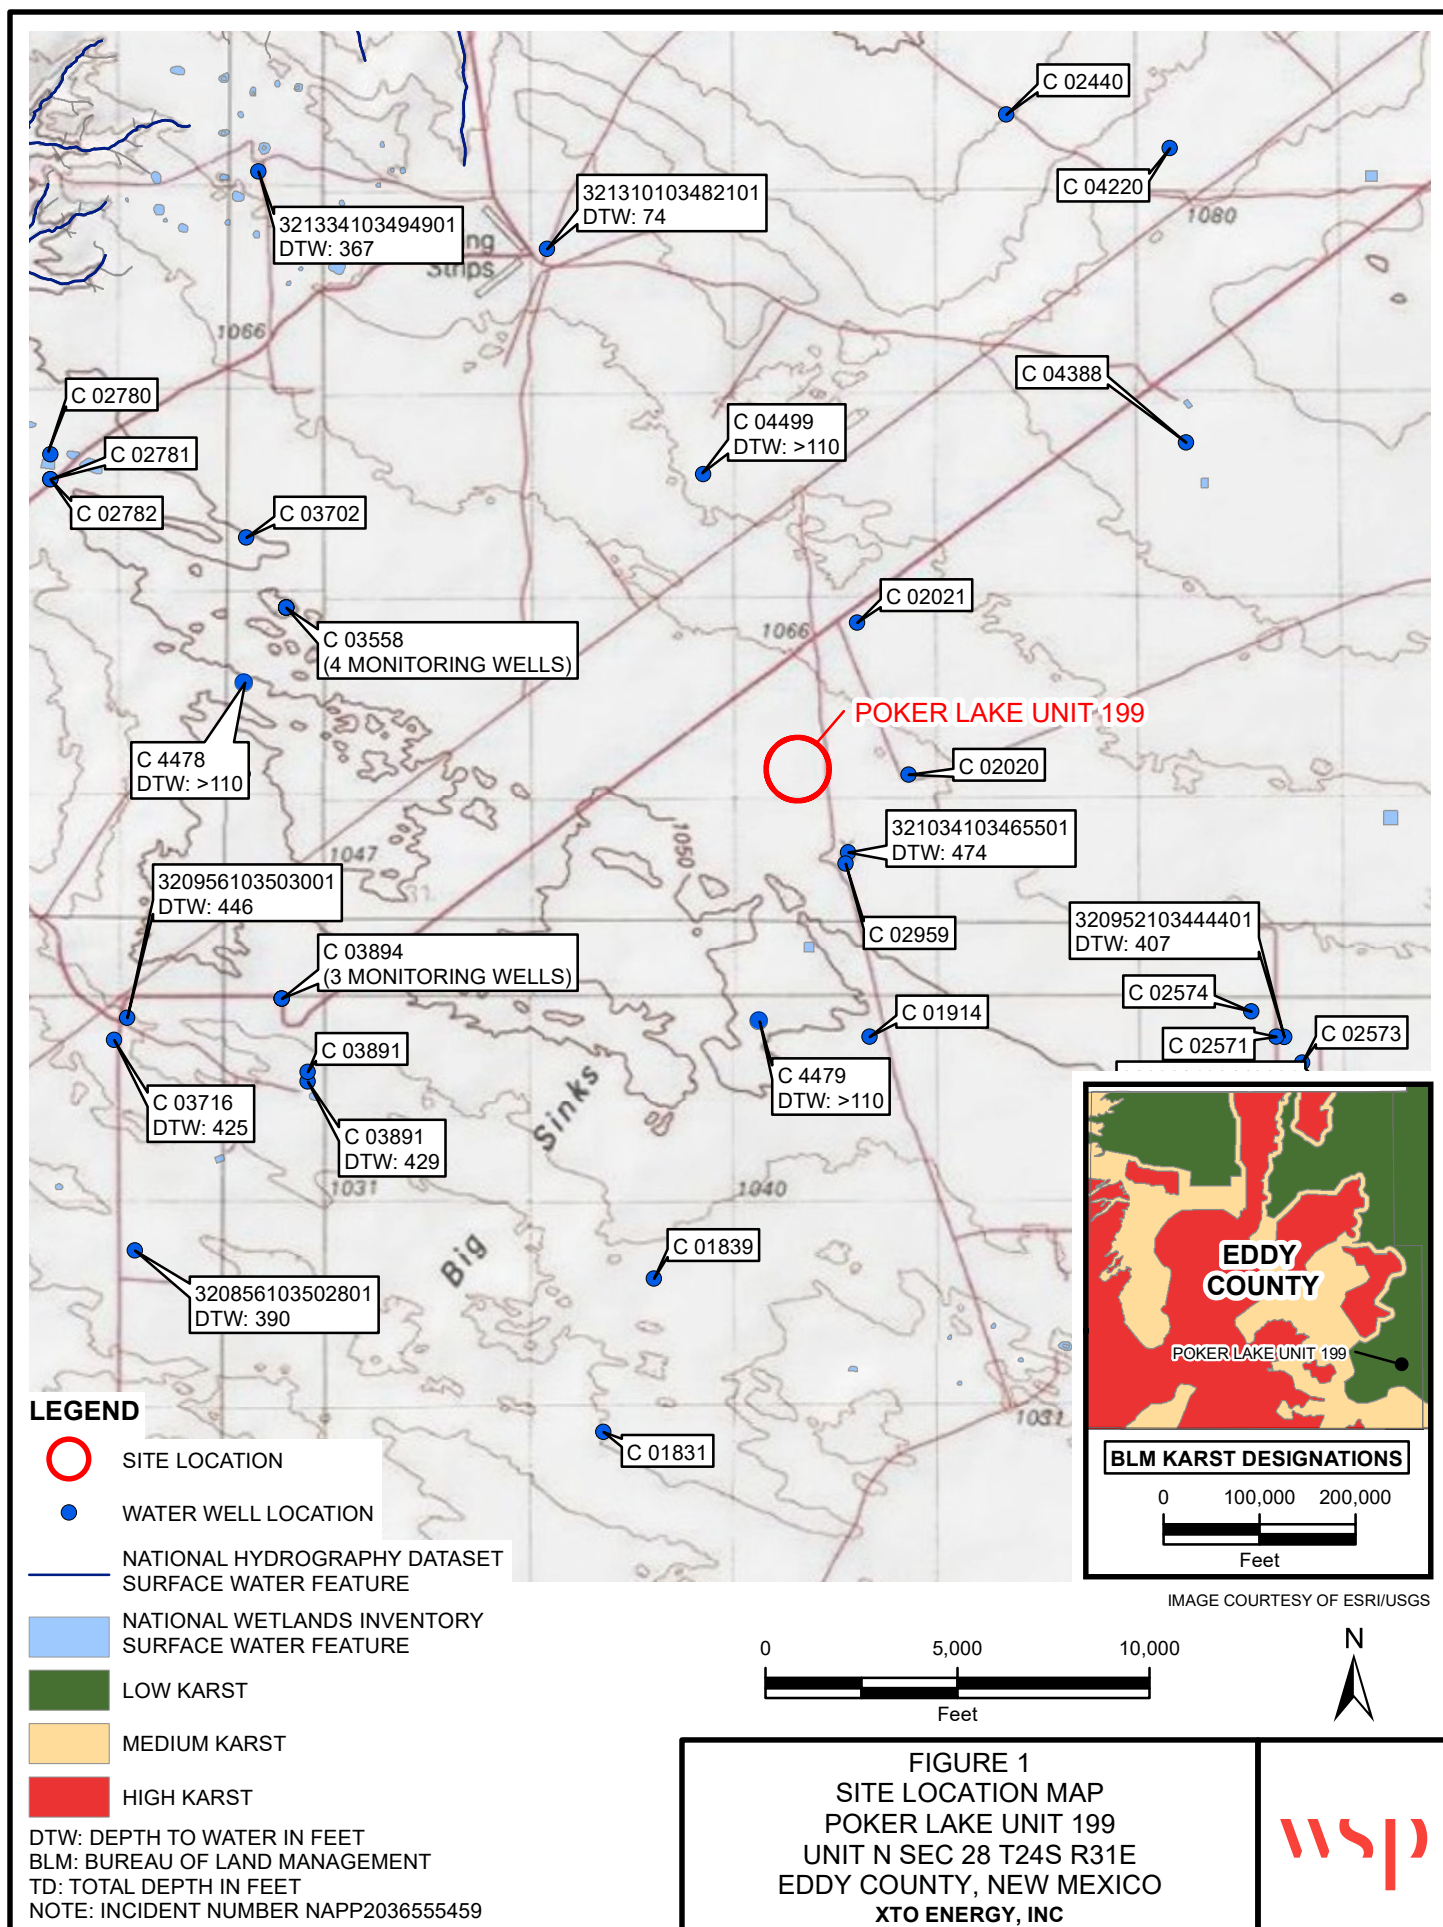 C 02440
C 04220
1080
321334103494901
DTW: 367
321310103482101
DTW: 74
ng
Strips
1066
C 02780
C 02781
C 02782
C 04388
C 04499
DTW: >110
C 03702
C 02021
C 03558
(4 MONITORING WELLS)
1066
POKER LAKE UNIT 199
C 4478
DTW: >110
C 02020
321034103465501
DTW: 474
1050
1047
320956103503001
DTW: 446
C 02959
320952103444401
DTW: 407
C 03894
(3 MONITORING WELLS)
C 02574
C 01914
C 02571
C 02573
C 03891
C 4479
DTW: >110
C 03716
DTW: 425
C 03891
DTW: 429
Big Sinks
1031
1040
C 01839
320856103502801
DTW: 390
1031
C 01831
EDDY
COUNTY
POKER LAKE UNIT 199
BLM KARST DESIGNATIONS
0 100,000 200,000
Feet
IMAGE COURTESY OF ESRI/USGS
LEGEND
SITE LOCATION
WATER WELL LOCATION
NATIONAL HYDROGRAPHY DATASET
SURFACE WATER FEATURE
NATIONAL WETLANDS INVENTORY
SURFACE WATER FEATURE
LOW KARST
MEDIUM KARST
HIGH KARST
DTW: DEPTH TO WATER IN FEET
BLM: BUREAU OF LAND MANAGEMENT
TD: TOTAL DEPTH IN FEET
NOTE: INCIDENT NUMBER NAPP2036555459
0 5,000 10,000
Feet
N
FIGURE 1
SITE LOCATION MAP
POKER LAKE UNIT 199
UNIT N SEC 28 T24S R31E
EDDY COUNTY, NEW MEXICO
XTO ENERGY, INC
wsp